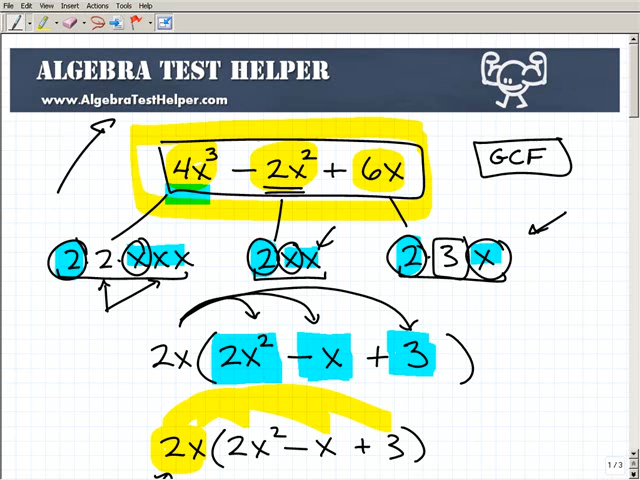 File Edit View Insert Actions Tools Help
ALGEBRA TEST HELPER
www.AlgebraTestHelper.com
4x³ − 2x² + 6x
GCF
2 · 2 · x x x
2 x x
2 · 3 · x
2x(2x² − x + 3)
2x(2x² − x + 3)
1 / 3